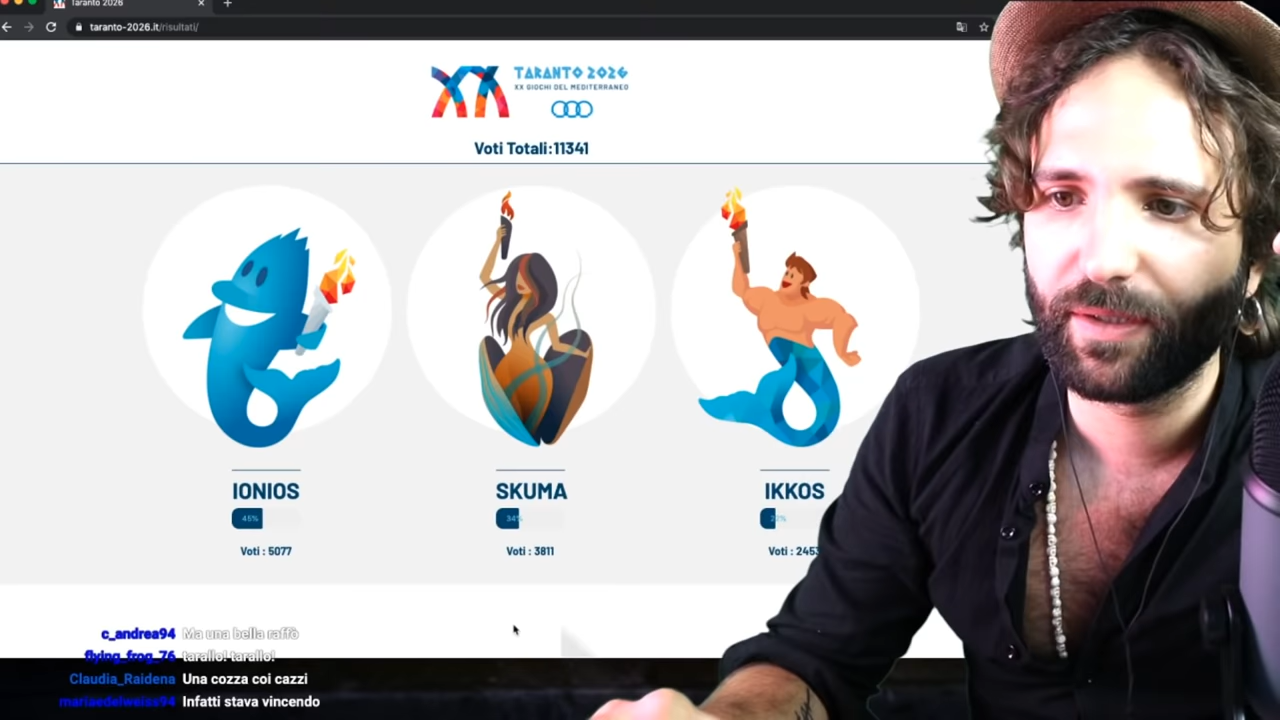 Taranto 2026
taranto-2026.it/risultati/
TARANTO 2026
XX GIOCHI DEL MEDITERRANEO
Voti Totali:11341
IONIOS
45%
Voti : 5077
SKUMA
34%
Voti : 3811
IKKOS
Voti : 2453
c_andrea94 Ma una bella raffo
flying_frog_76 tarallo! tarallo!
Claudia_Raidena Una cozza coi cazzi
mariaedelweiss94 Infatti stava vincendo